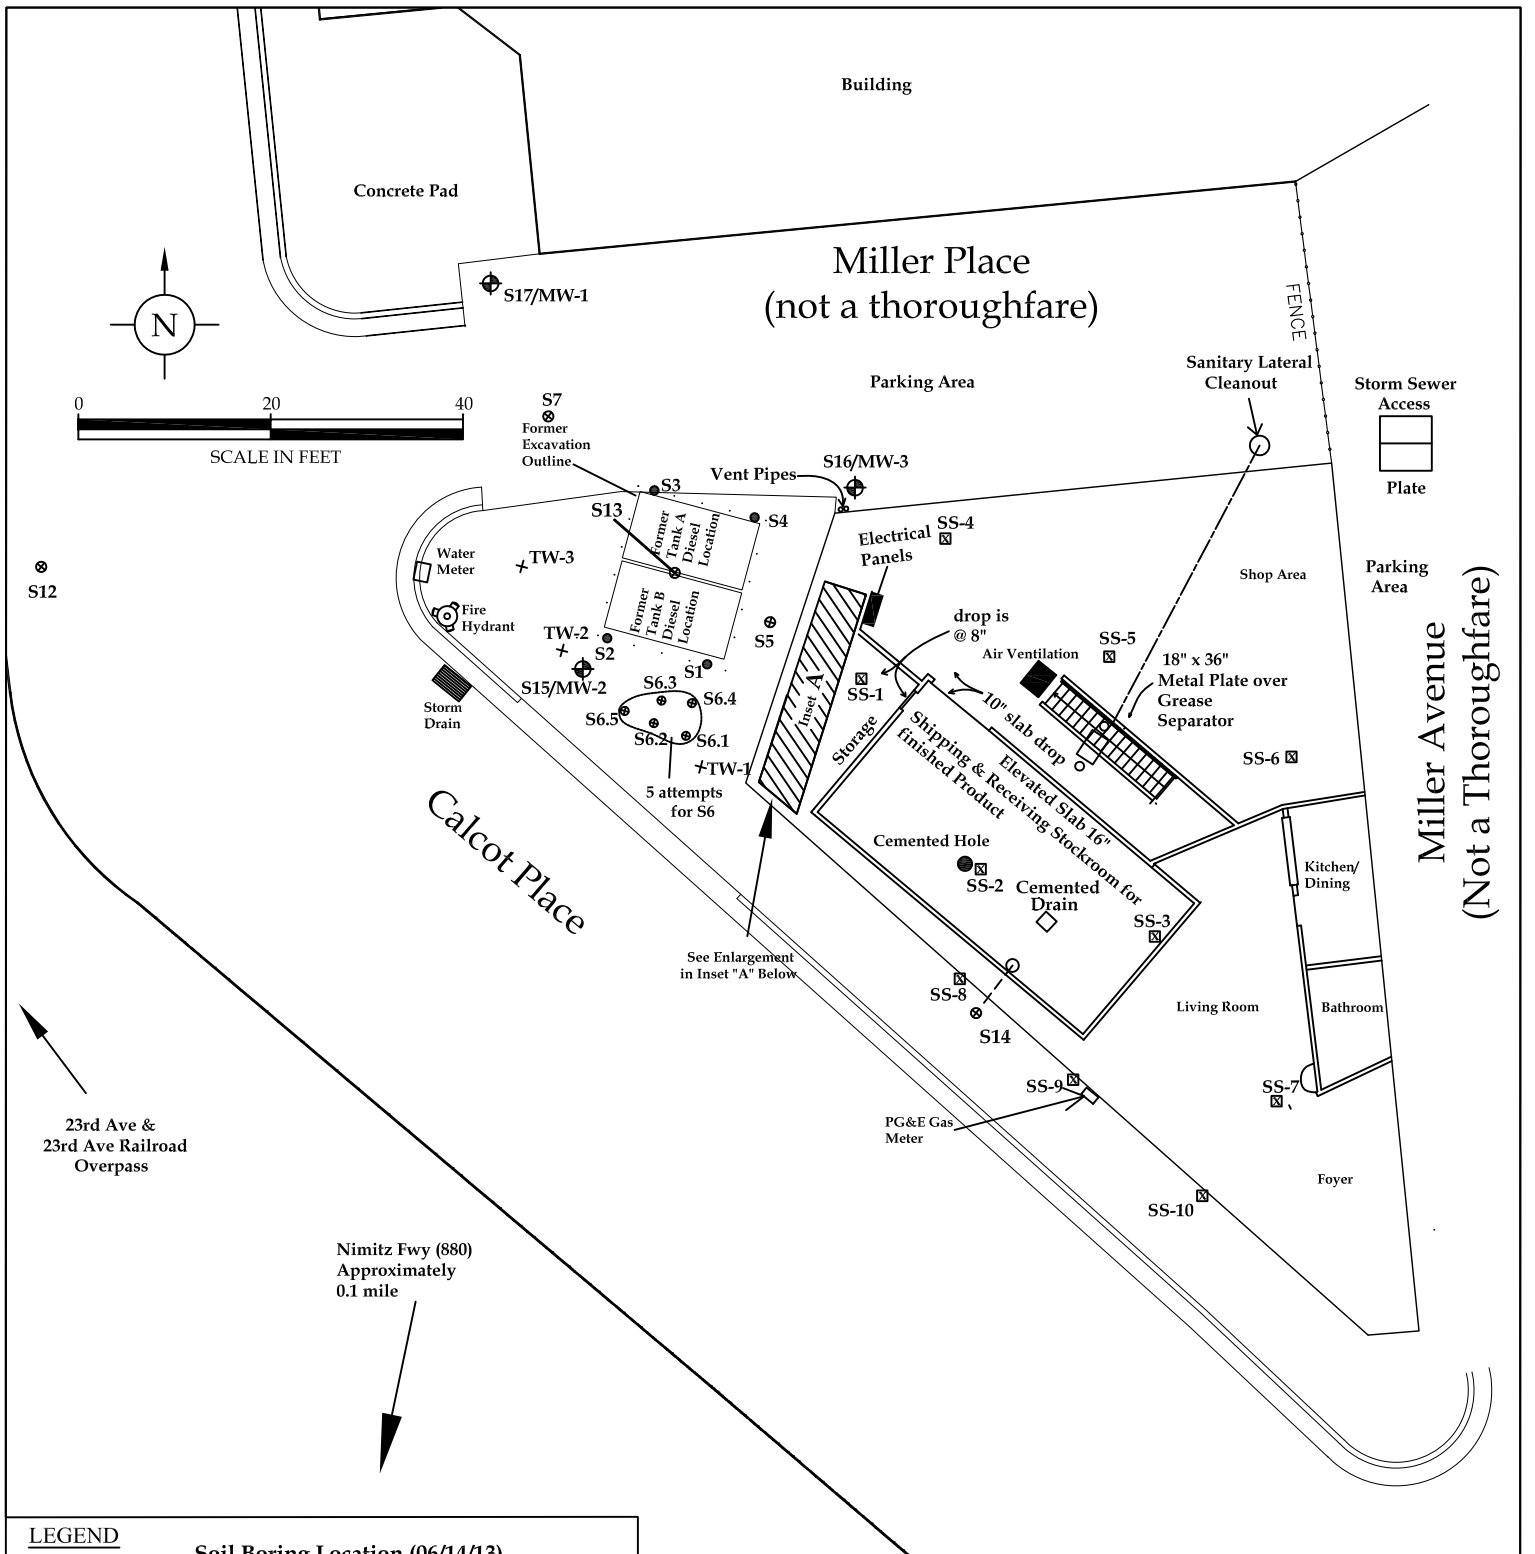 Building
Concrete Pad
Miller Place
(not a thoroughfare)
S17/MW-1
N
FENCE
Sanitary Lateral
Cleanout
Parking Area
Storm Sewer
Access
Plate
0 20 40
SCALE IN FEET
S7
Former
Excavation
Outline
S16/MW-3
Vent Pipes
S3
S13
S4
Former
Tank A
Diesel
Location
Electrical
Panels
SS-4
Water
Meter
TW-3
Shop Area
Parking
Area
S12
Fire
Hydrant
Former
Tank B
Diesel
Location
drop is
@ 8"
TW-2
S2
S5
Air Ventilation
SS-5
18" x 36"
Metal Plate over
Grease
Separator
S1
S15/MW-2
S6.3
S6.4
S6.5
S6.2
S6.1
Inset A
SS-1
Storm
Drain
Storage
10" slab drop
Elevated Slab 16"
Shipping & Receiving Stockroom for
finished Product
SS-6
TW-1
5 attempts
for S6
Miller Avenue
(Not a Thoroughfare)
Calcot Place
Cemented Hole
SS-2
Cemented
Drain
Kitchen/
Dining
SS-3
See Enlargement
in Inset "A" Below
SS-8
S14
Living Room
Bathroom
SS-9
SS-7
PG&E Gas
Meter
23rd Ave &
23rd Ave Railroad
Overpass
Foyer
SS-10
Nimitz Fwy (880)
Approximately
0.1 mile
LEGEND
Soil Boring Location (06/14/13)